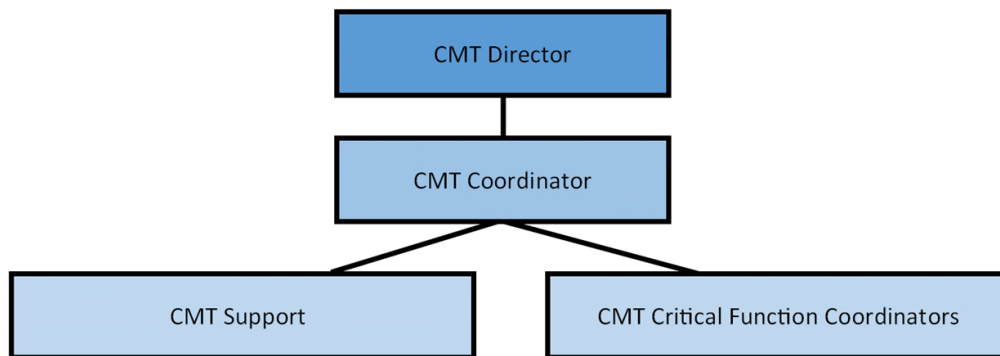 CMT Director
CMT Coordinator
CMT Support
CMT Critical Function Coordinators